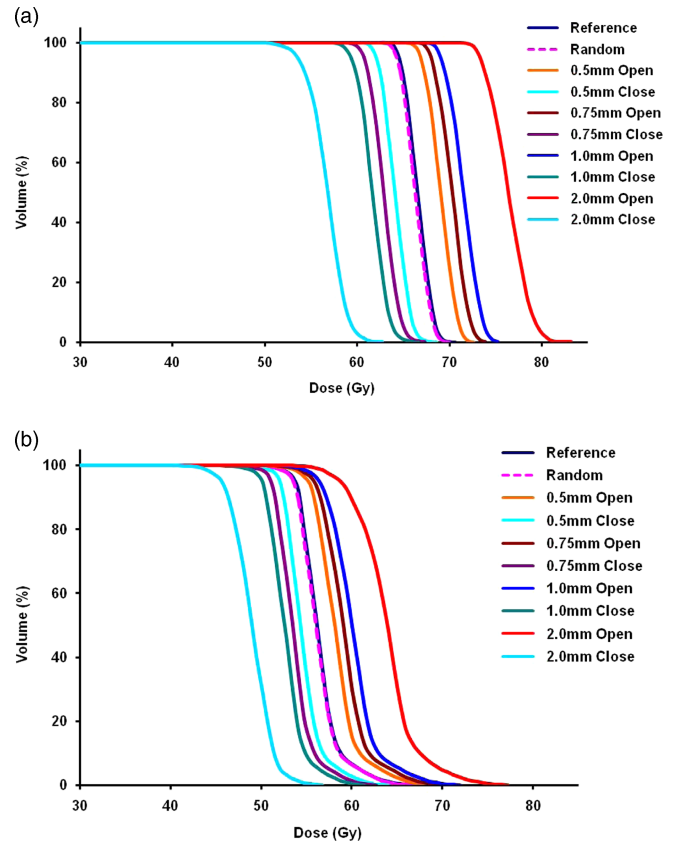 (a)
100
80
60
40
20
0
Volume (%)
30 40 50 60 70 80
Dose (Gy)
Reference
Random
0.5mm Open
0.5mm Close
0.75mm Open
0.75mm Close
1.0mm Open
1.0mm Close
2.0mm Open
2.0mm Close
(b)
100
80
60
40
20
0
Volume (%)
30 40 50 60 70 80
Dose (Gy)
Reference
Random
0.5mm Open
0.5mm Close
0.75mm Open
0.75mm Close
1.0mm Open
1.0mm Close
2.0mm Open
2.0mm Close